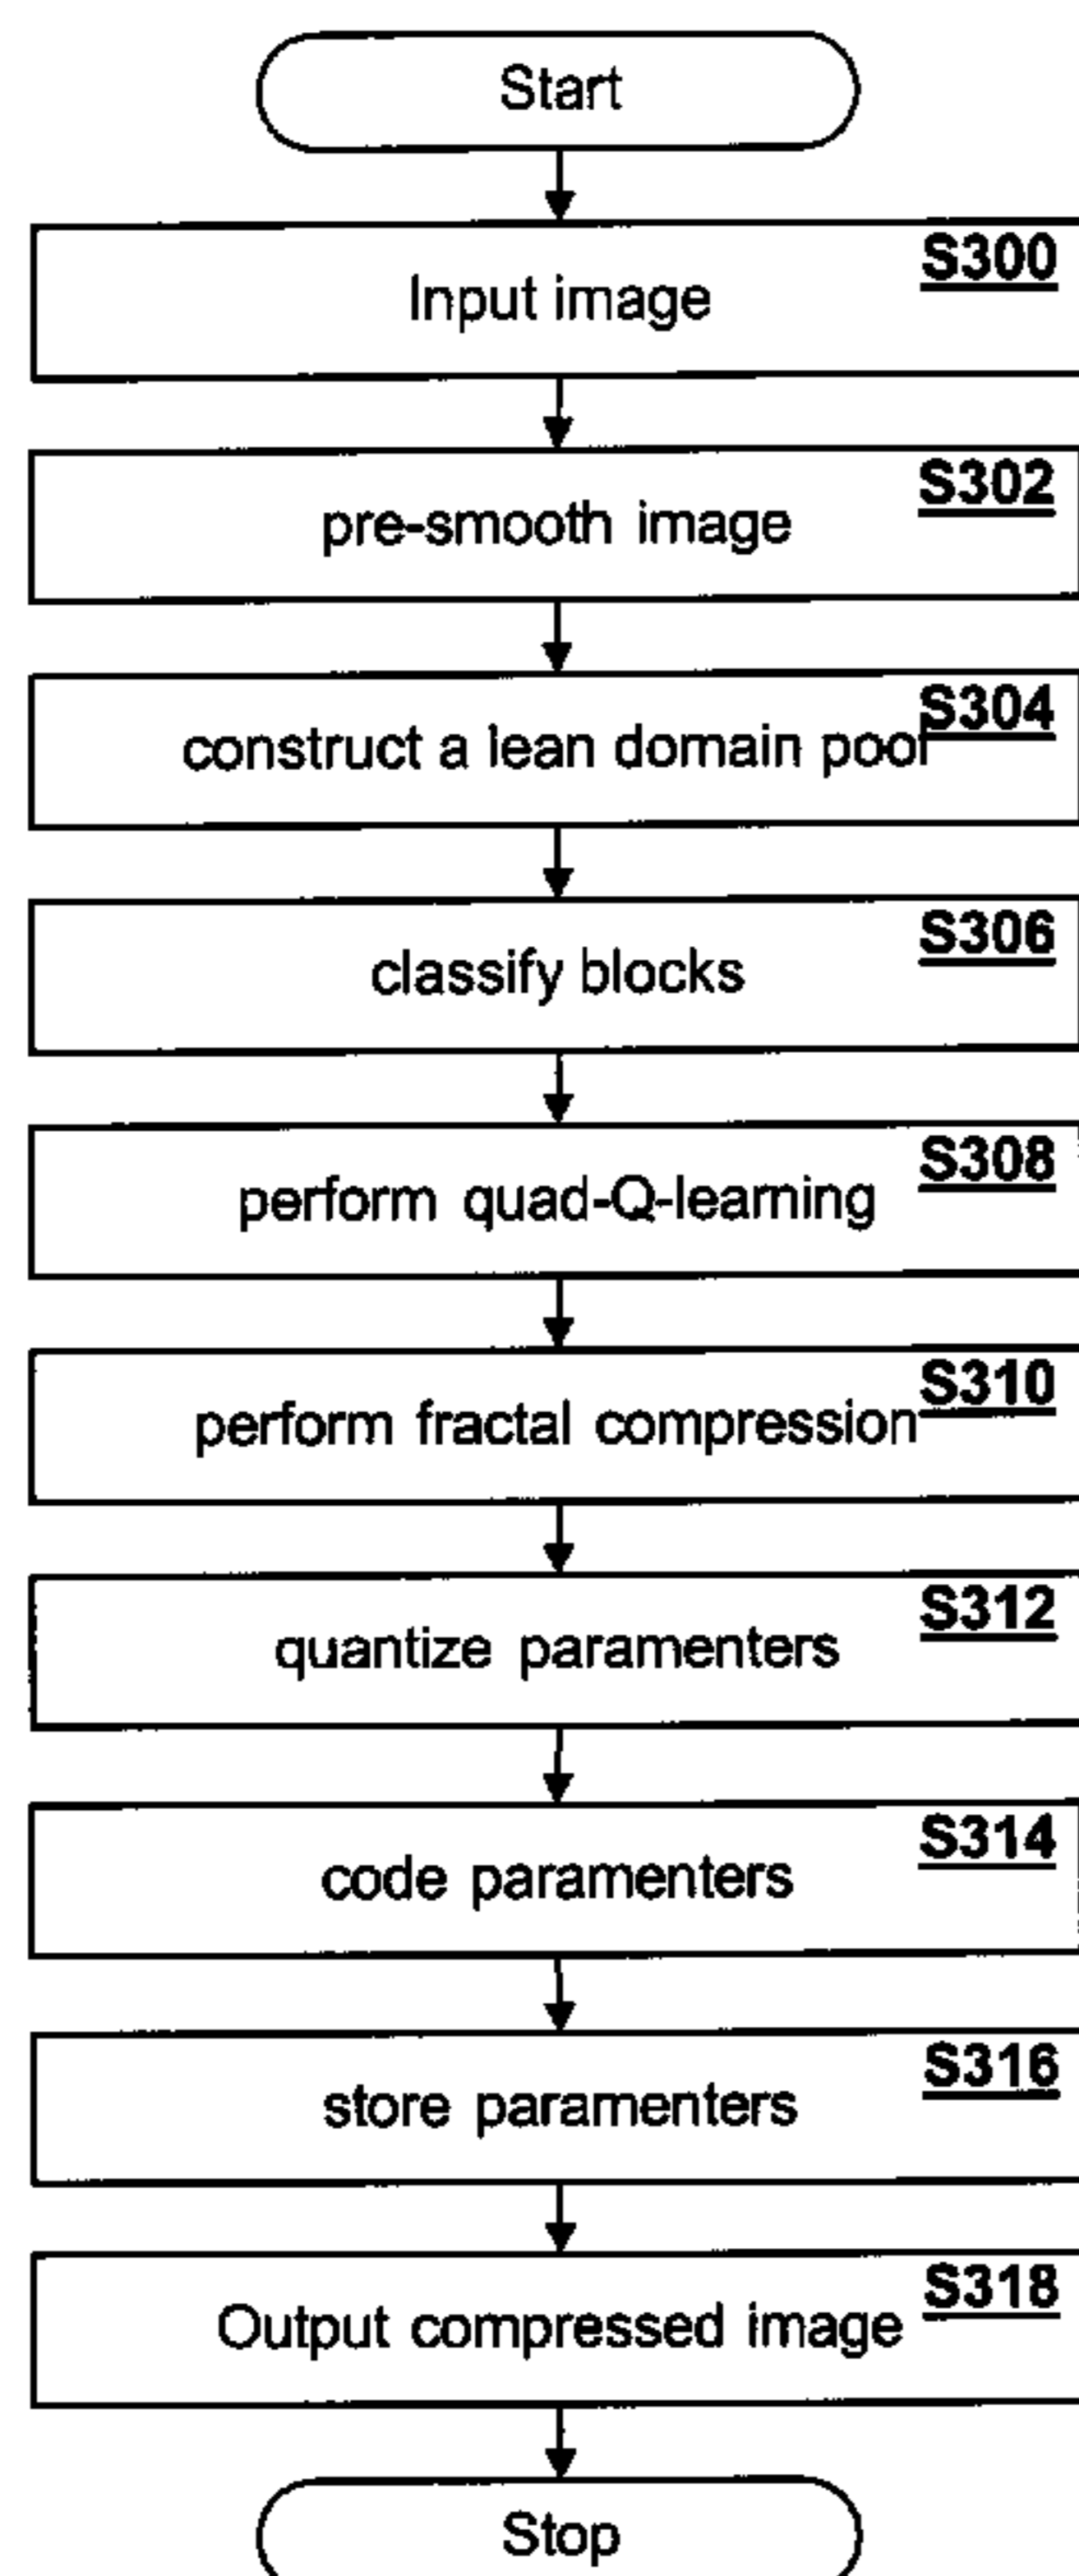 Start
S300
Input image
S302
pre-smooth image
S304
construct a lean domain pool
S306
classify blocks
S308
perform quad-Q-learning
S310
perform fractal compression
S312
quantize paramenters
S314
code paramenters
S316
store paramenters
S318
Output compressed image
Stop